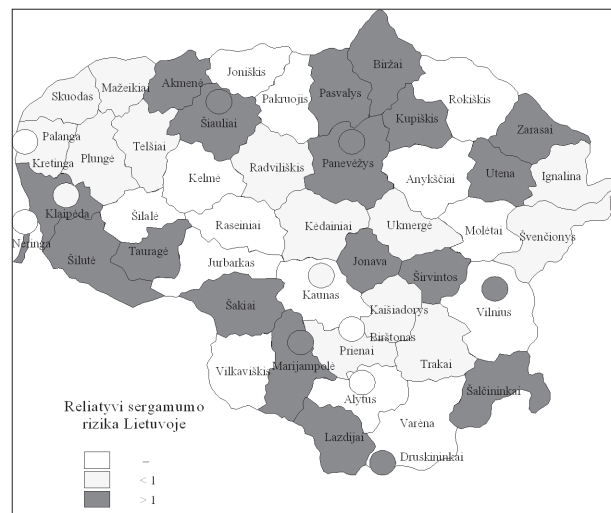 Biržai
Joniškis
Akmenė
Mažeikiai
Skuodas
Pasvalys
Pakruojis
Rokiškis
Šiauliai
Kupiškis
Zarasai
Palanga
Telšiai
Plungė
Kretinga
Radviliškis
Panevėžys
Utena
Ignalina
Kelmė
Anykščiai
Klaipėda
Šilalė
Raseiniai
Kėdainiai
Ukmergė
Molėtai
Švenčionys
Neringa
Šilutė
Tauragė
Jurbarkas
Jonava
Širvintos
Kaunas
Šakiai
Kaišiadorys
Vilnius
Birštonas
Prienai
Vilkaviškis
Marijampolė
Trakai
Alytus
Šalčininkai
Varėna
Lazdijai
Druskininkai
Reliatyvi sergamumo
rizika Lietuvoje
–
< 1
> 1